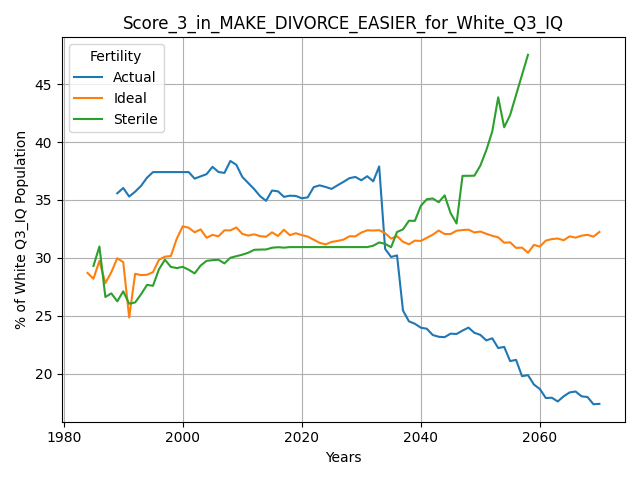 Score_3_in_MAKE_DIVORCE_EASIER_for_White_Q3_IQ
Fertility
Actual
Ideal
Sterile
% of White Q3_IQ Population
45
40
35
30
25
20
1980
2000
2020
2040
2060
Years